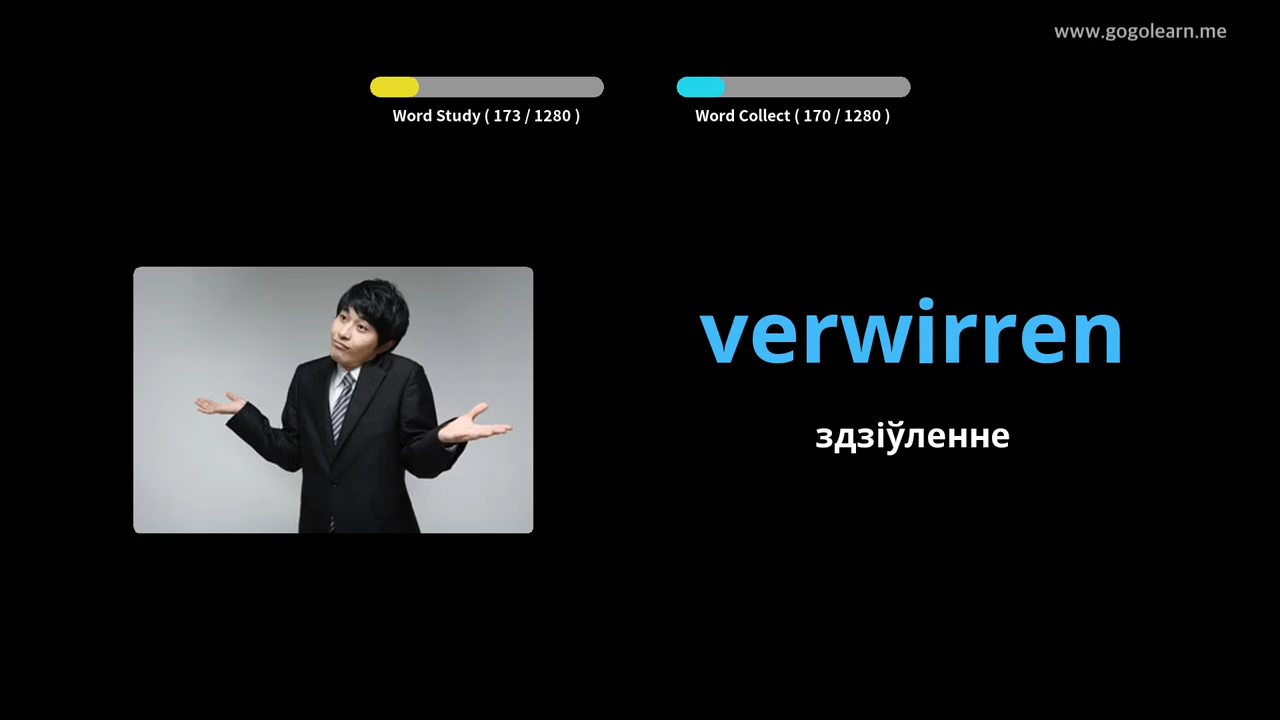 www.gogolearn.me
Word Study ( 173 / 1280 )
Word Collect ( 170 / 1280 )
verwirren
здзіўленне